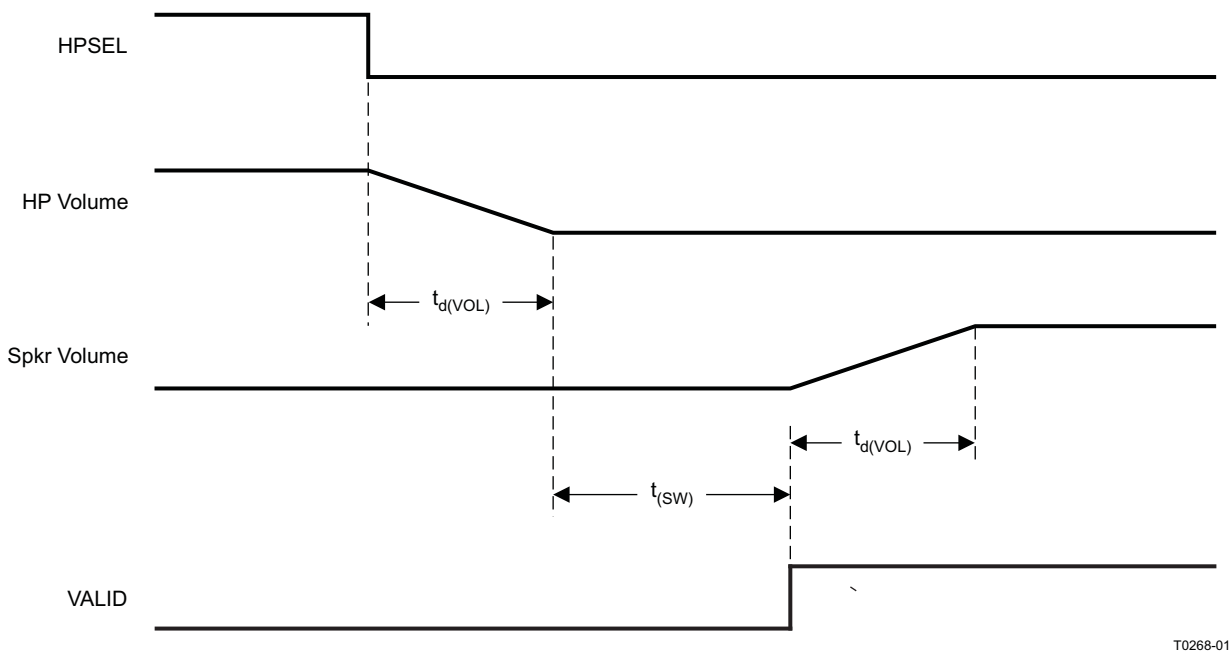 HPSEL
HP Volume
td(VOL)
Spkr Volume
td(VOL)
t(SW)
VALID
T0268-01